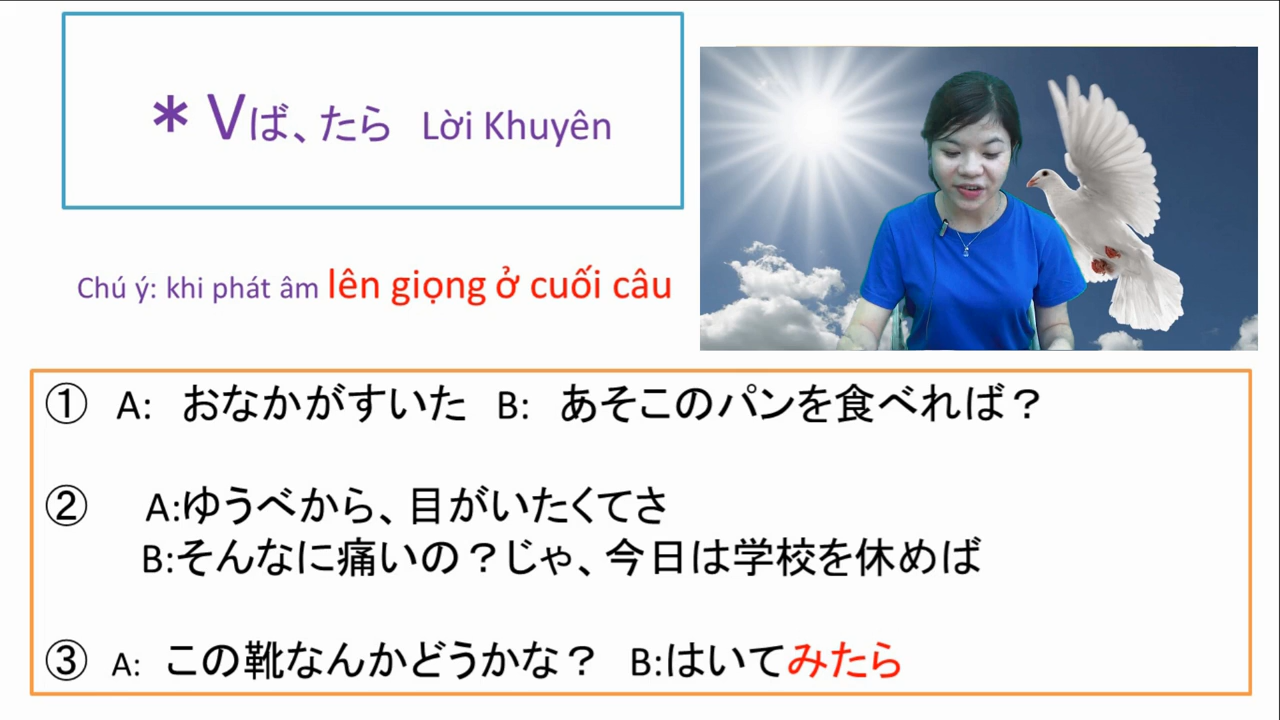 * Vば、たら Lời Khuyên
Chú ý: khi phát âm lên giọng ở cuối câu
① A: おなかがすいた B: あそこのパンを食べれば？
② A:ゆうべから、目がいたくてさ
B:そんなに痛いの？じゃ、今日は学校を休めば
③ A: この靴なんかどうかな？ B:はいてみたら